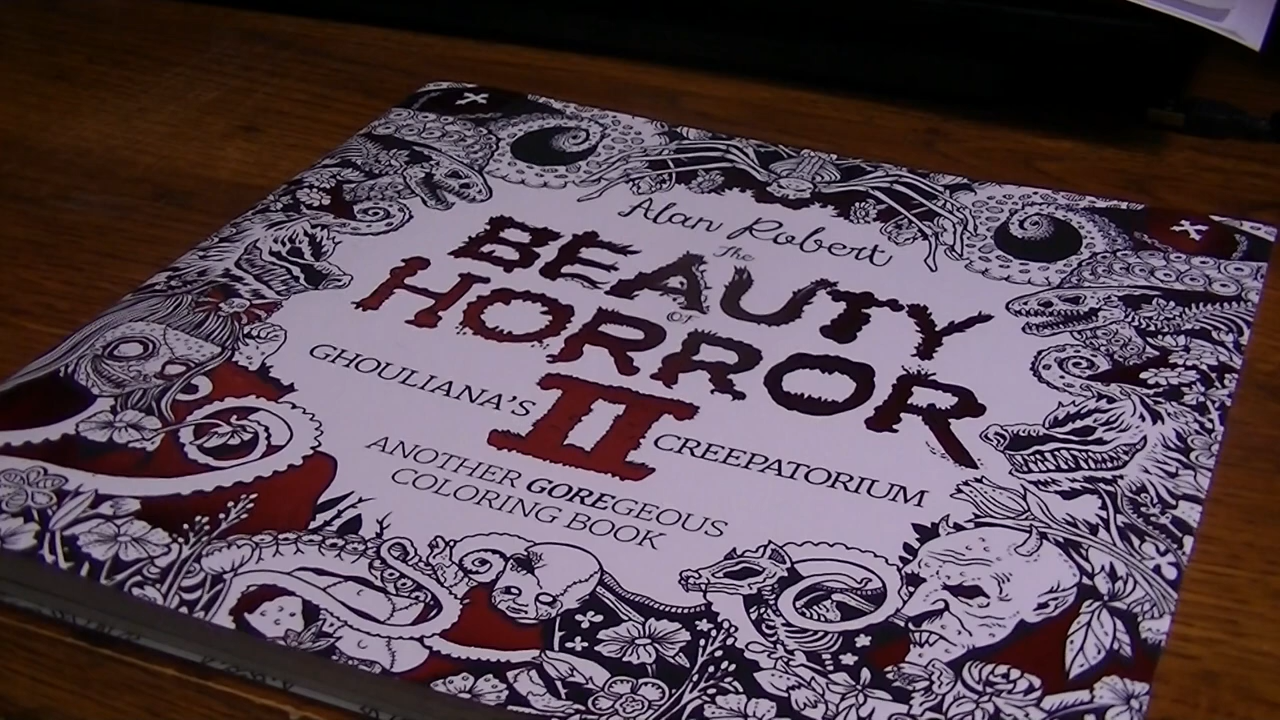 Alan Robert
The
BEAUTY
OF
HORROR
II
GHOULIANA'S
CREEPATORIUM
ANOTHER GOREGEOUS
COLORING BOOK